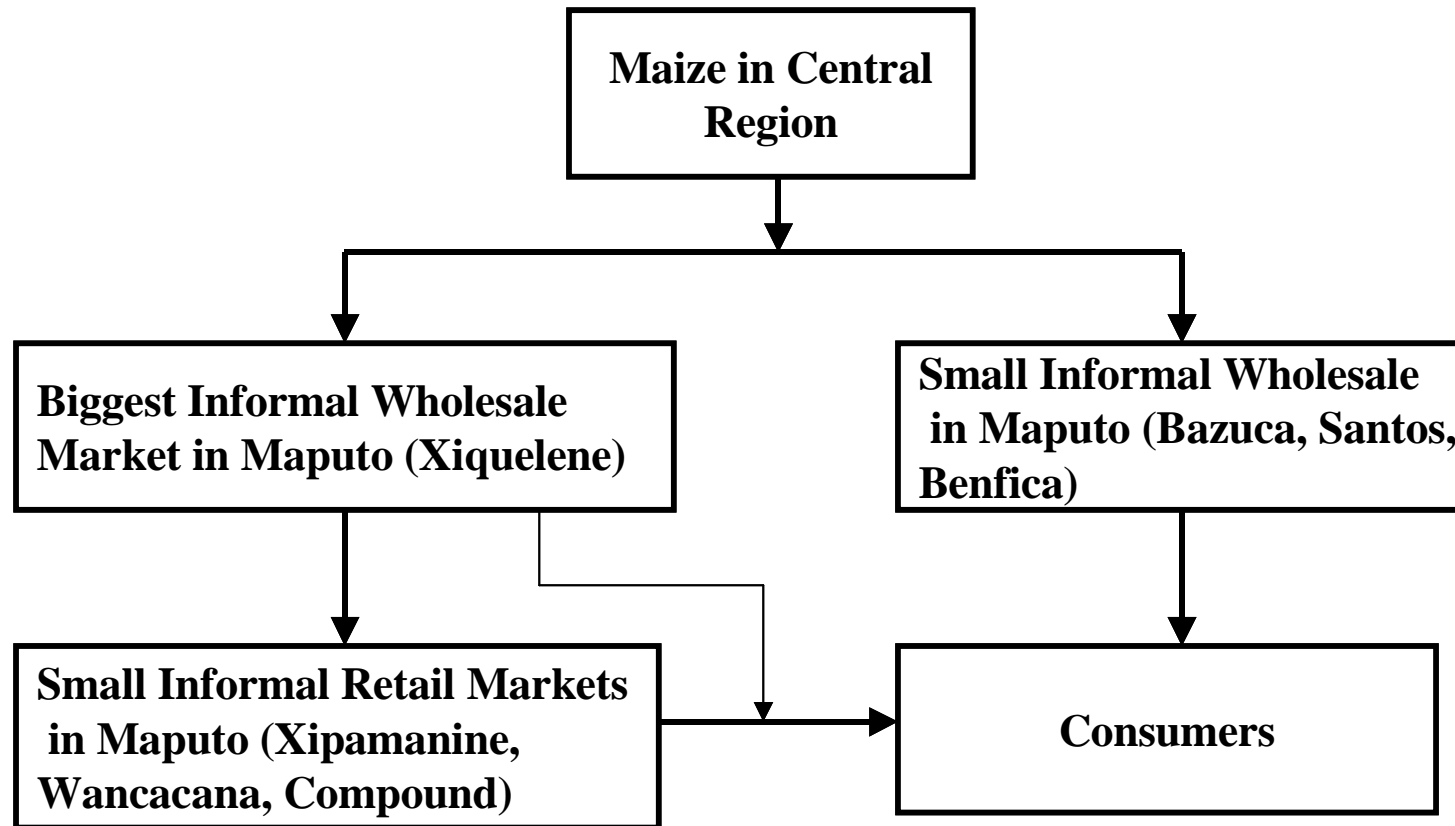 Maize in Central
Region
Biggest Informal Wholesale
Market in Maputo (Xiquelene)
Small Informal Wholesale
in Maputo (Bazuca, Santos,
Benfica)
Small Informal Retail Markets
in Maputo (Xipamanine,
Wancacana, Compound)
Consumers